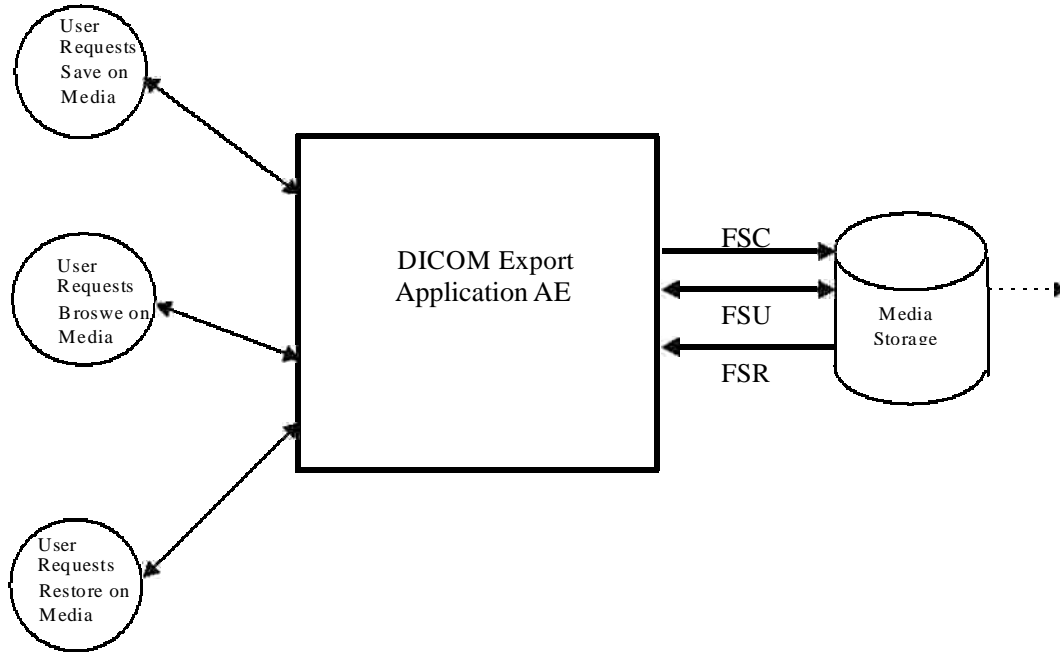 User
Requests
Save on
Media
User
Requests
Broswe on
Media
User
Requests
Restore on
Media
DICOM Export
Application AE
FSC
FSU
FSR
Media
Storage